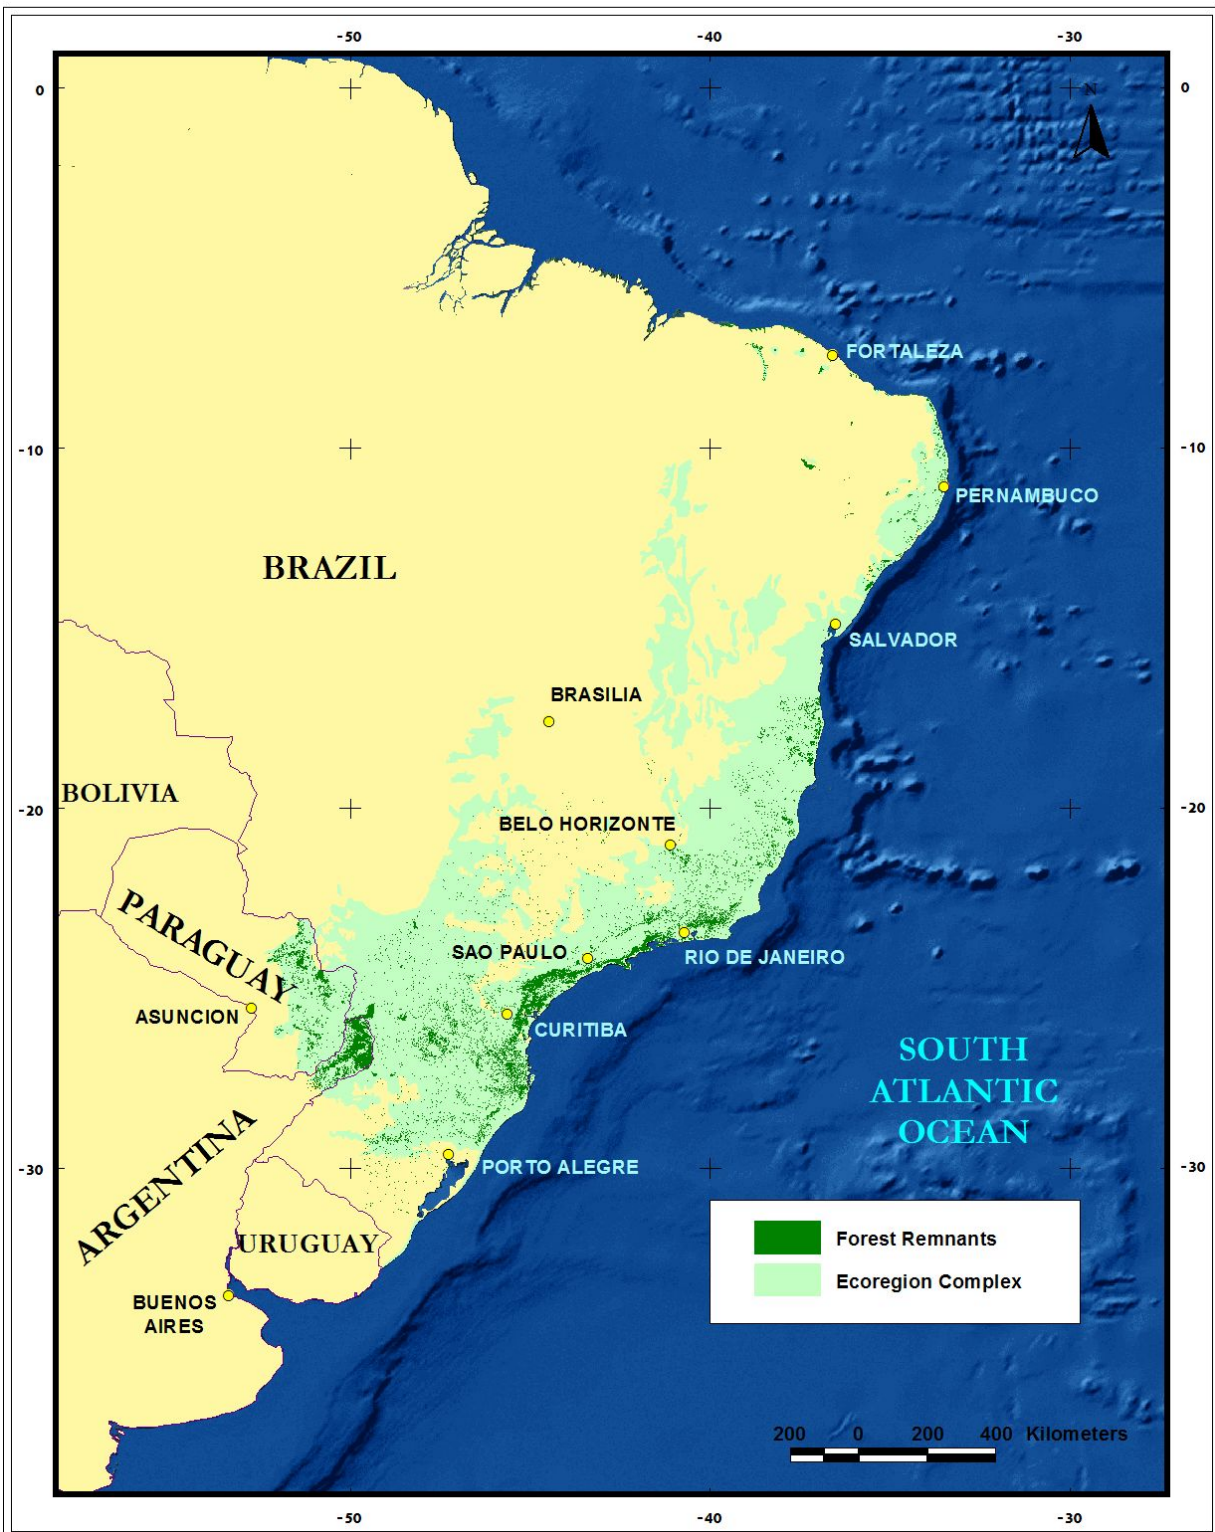 -50 -40 -30
N
0 0
FORTALEZA
-10 -10
PERNAMBUCO
BRAZIL
SALVADOR
BRASILIA
BOLIVIA
-20 -20
BELO HORIZONTE
PARAGUAY
SAO PAULO
RIO DE JANEIRO
ASUNCION
CURITIBA
SOUTH
ATLANTIC
OCEAN
ARGENTINA
-30 -30
PORTO ALEGRE
URUGUAY
Forest Remnants
Ecoregion Complex
BUENOS
AIRES
200 0 200 400 Kilometers
-50 -40 -30